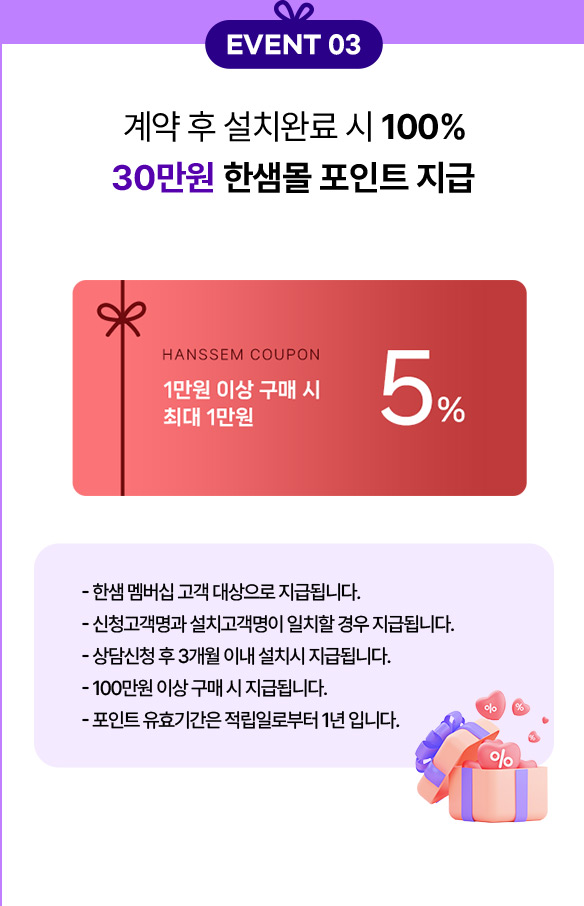 EVENT 03
계약 후 설치완료 시 100%
30만원 한샘몰 포인트 지급
HANSSEM COUPON
1만원 이상 구매 시
최대 1만원
5%
- 한샘 멤버십 고객 대상으로 지급됩니다.
- 신청고객명과 설치고객명이 일치할 경우 지급됩니다.
- 상담신청 후 3개월 이내 설치시 지급됩니다.
- 100만원 이상 구매 시 지급됩니다.
- 포인트 유효기간은 적립일로부터 1년 입니다.
%
%
%
%